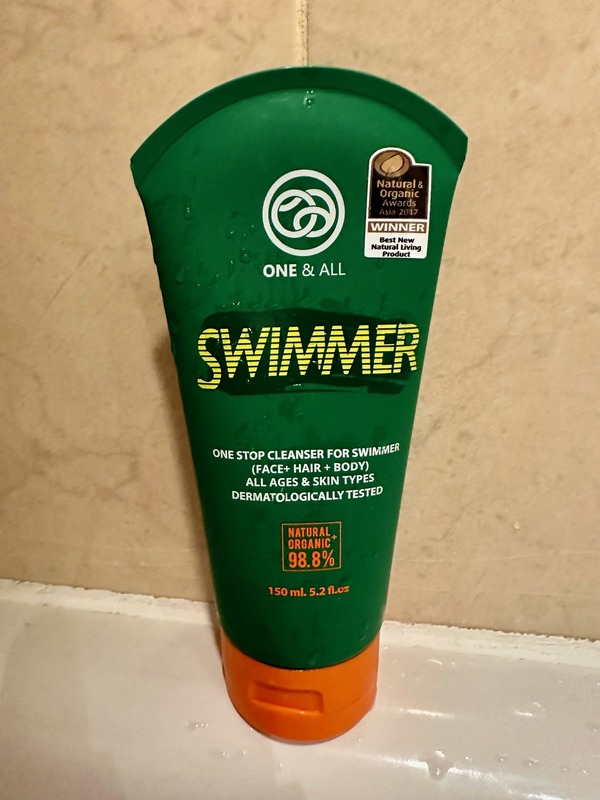 Natural &
Organic
Awards
Asia 2017
WINNER
Best New
Natural Living
Product
ONE & ALL
SWIMMER
ONE STOP CLEANSER FOR SWIMMER
(FACE+ HAIR + BODY)
ALL AGES & SKIN TYPES
DERMATOLOGICALLY TESTED
NATURAL
ORGANIC+
98.8%
150 ml. 5.2 fl.oz